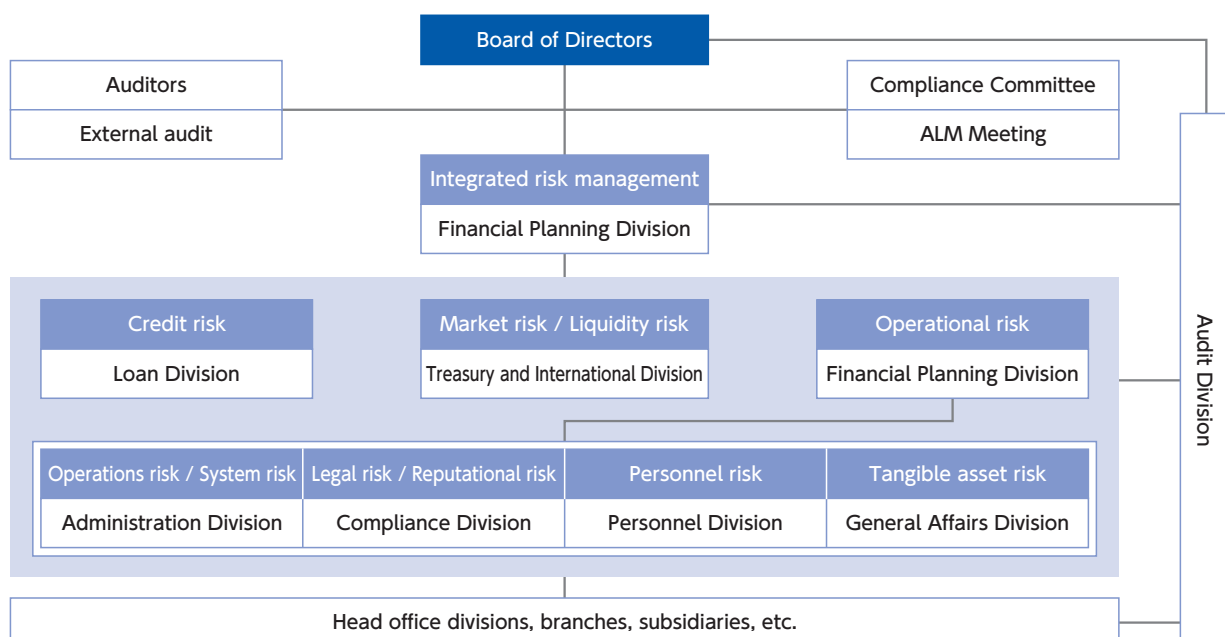 Board of Directors
Auditors
External audit
Compliance Committee
ALM Meeting
Integrated risk management
Financial Planning Division
Credit risk
Loan Division
Market risk / Liquidity risk
Treasury and International Division
Operational risk
Financial Planning Division
Operations risk / System risk
Administration Division
Legal risk / Reputational risk
Compliance Division
Personnel risk
Personnel Division
Tangible asset risk
General Affairs Division
Head office divisions, branches, subsidiaries, etc.
Audit Division